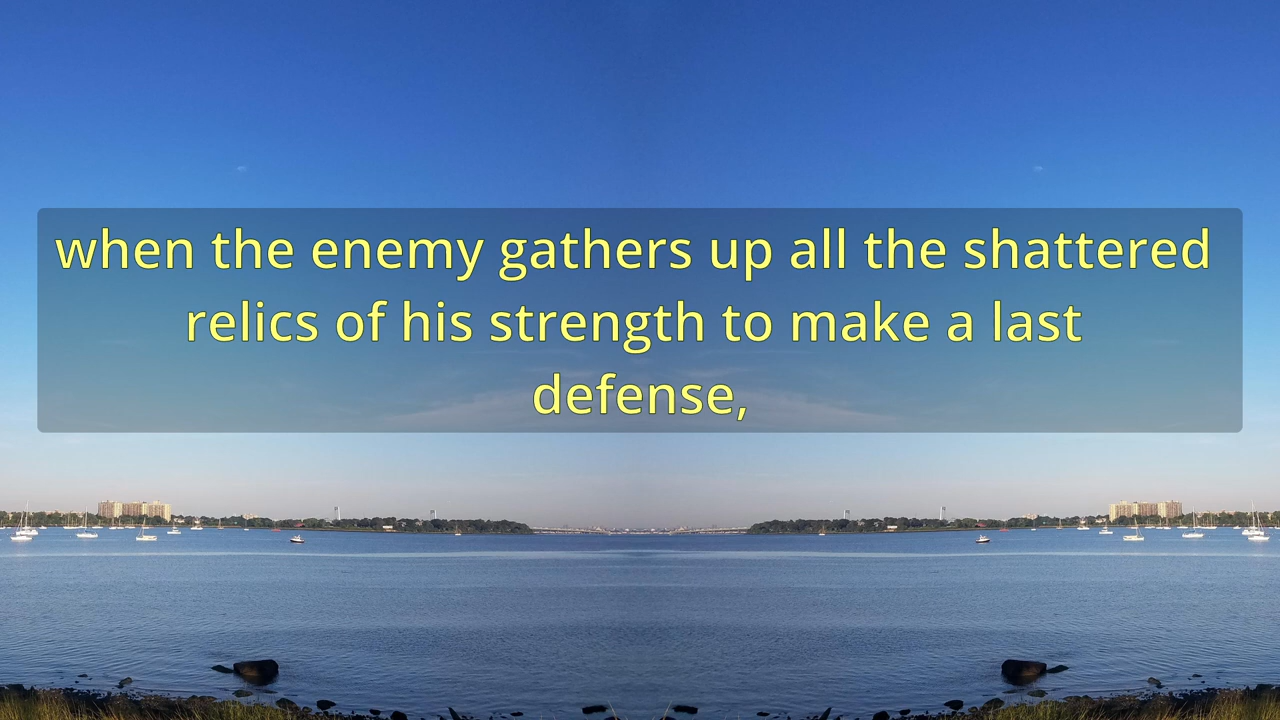 when the enemy gathers up all the shattered
relics of his strength to make a last
defense,